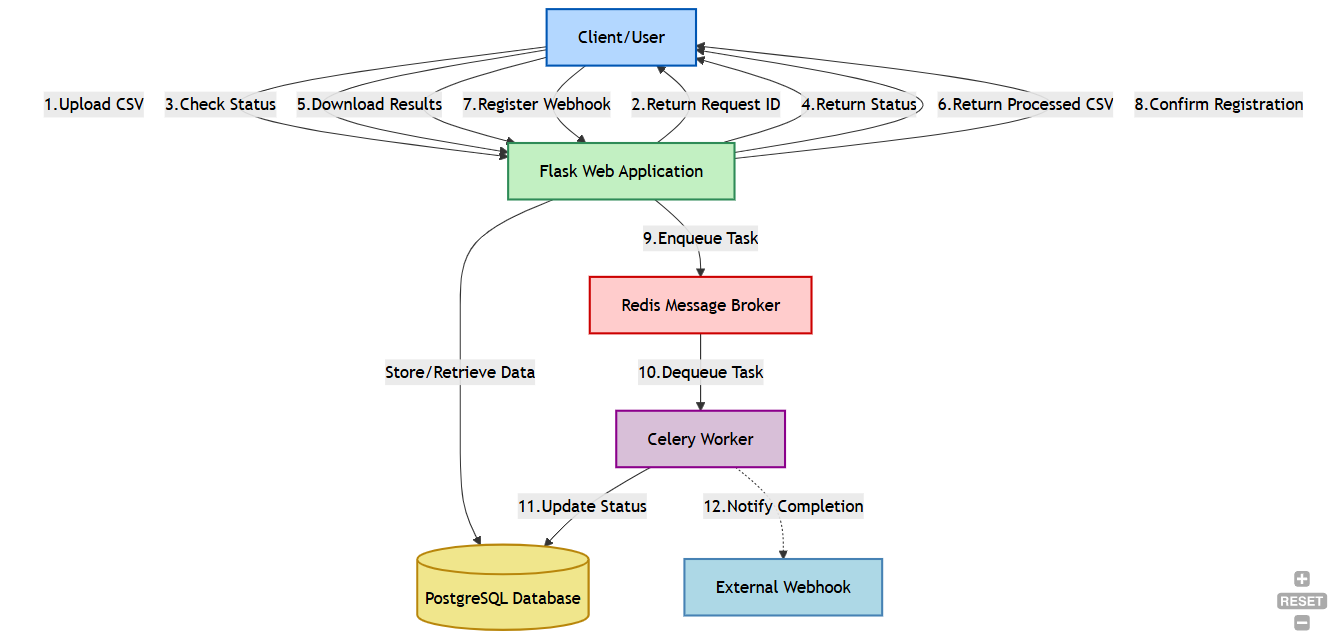 Client/User
1.Upload CSV
3.Check Status
5.Download Results
7.Register Webhook
2.Return Request ID
4.Return Status
6.Return Processed CSV
8.Confirm Registration
Flask Web Application
9.Enqueue Task
Redis Message Broker
Store/Retrieve Data
10.Dequeue Task
Celery Worker
11.Update Status
12.Notify Completion
PostgreSQL Database
External Webhook
RESET